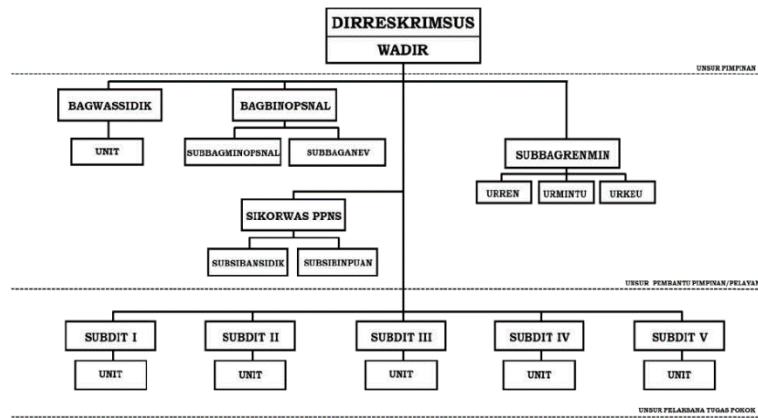 DIRRESKRIMSUS
WADIR
UNSUR PIMPINAN
BAGWASSIDIK
BAGBINOPSNAL
UNIT
SUBBAGMINOPSNAL
SUBBAGANEV
SUBBAGRENMIN
URREN
URMINTU
URKEU
SIKORWAS PPNS
SUBSIBANSIDIK
SUBSIBINPUAN
UNSUR PEMBANTU PIMPINAN/PELAYAN
SUBDIT I
SUBDIT II
SUBDIT III
SUBDIT IV
SUBDIT V
UNIT
UNIT
UNIT
UNIT
UNIT
UNSUR PELAKSANA TUGAS POKOK